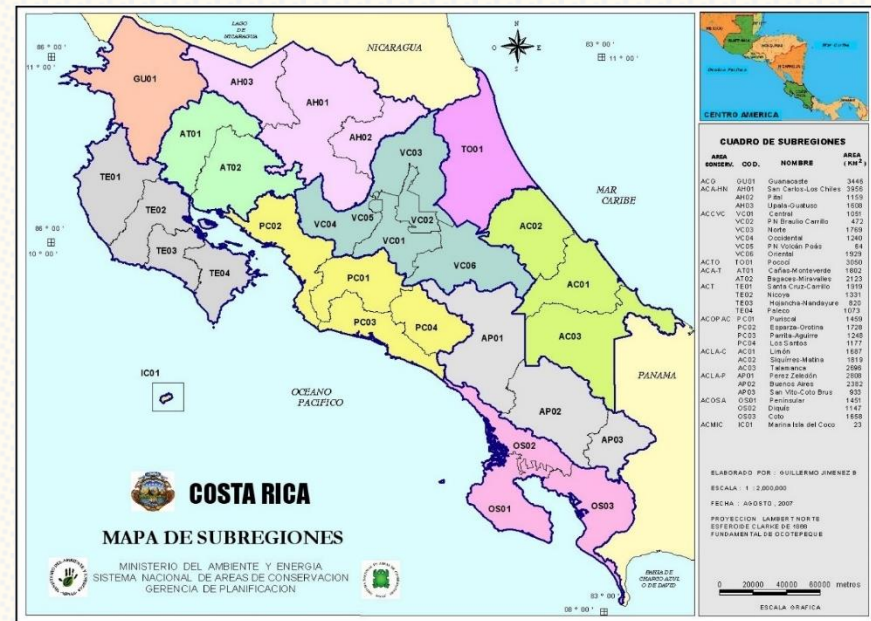 LAGO
DE
NICARAGUA
NICARAGUA
86 ° 00 '
11 ° 00 '
O
N
E
S
83 ° 00 '
11 ° 00 '
GU01
AH03
AH01
AH02
AT01
AT02
TE01
TE02
TE03
TE04
VC03
VC04
VC05
VC02
VC01
VC06
TO01
PC02
PC01
PC03
PC04
AC02
AC01
AC03
AP01
AP02
AP03
OS02
OS01
OS03
IC01
MAR
CARIBE
86 ° 00 '
10 ° 00 '
OCEANO
PACIFICO
PANAMA
83 ° 00 '
08 ° 00 '
COSTA RICA
MAPA DE SUBREGIONES
MINISTERIO DEL AMBIENTE Y ENERGIA
SISTEMA NACIONAL DE AREAS DE CONSERVACION
GERENCIA DE PLANIFICACION
CENTRO AMERICA
CUADRO DE SUBREGIONES
AREA CONSERV. COD. NOMBRE AREA (KM²)
ACG GU01 Guanacaste 3446
ACA-HN AH01 San Carlos-Los Chiles 3956
AH02 Pital 1159
AH03 Upala-Guatuso 1608
ACCVC VC01 Central 1051
VC02 P.N Braulio Carrillo 472
VC03 Norte 1769
VC04 Occidental 1240
VC05 P.N Volcán Poás 64
VC06 Oriental 1929
ACTO TO01 Pococí 3050
ACA-T AT01 Cañas-Monteverde 1802
AT02 Bagaces-Miravalles 2123
ACT TE01 Santa Cruz-Carrillo 1919
TE02 Nicoya 1331
TE03 Hojancha-Nandayure 820
TE04 Paleco 1073
ACOPAC PC01 Puriscal 1459
PC02 Esparza-Orotina 1728
PC03 Parrita-Aguirre 1248
PC04 Los Santos 1177
ACLA-C AC01 Limón 1687
AC02 Siquirres-Matina 1819
AC03 Talamanca 2696
ACLA-P AP01 Perez Zeledón 2808
AP02 Buenos Aires 2382
AP03 San Vito-Coto Brus 933
ACOSA OS01 Peninsular 1451
OS02 Diquís 1147
OS03 Coto 1658
ACMIC IC01 Marina Isla del Coco 23
ELABORADO POR : GUILLERMO JIMENEZ B
ESCALA : 1 : 2,000,000
FECHA : AGOSTO , 2007
PROYECCION LAMBERT NORTE
ESFEROIDE CLARKE DE 1866
FUNDAMENTAL DE OCOTEPEQUE
0 20000 40000 60000 metros
ESCALA GRAFICA